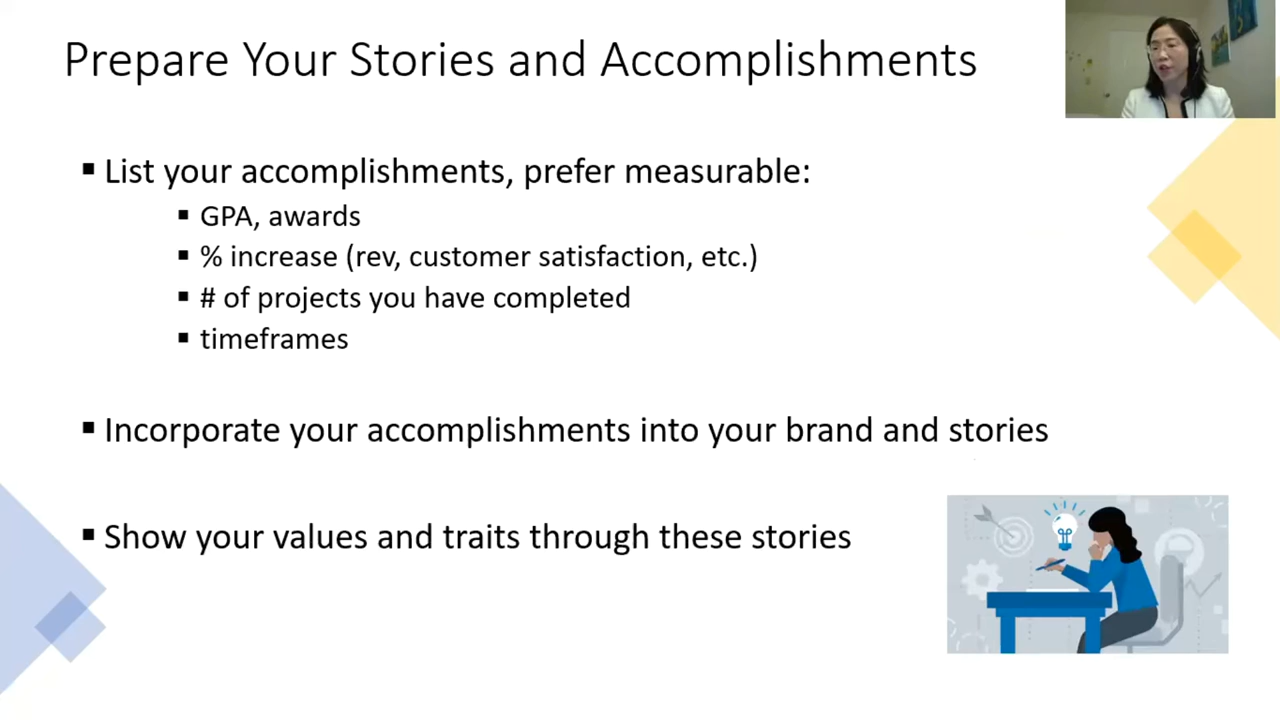 Prepare Your Stories and Accomplishments
▪ List your accomplishments, prefer measurable:
▪ GPA, awards
▪ % increase (rev, customer satisfaction, etc.)
▪ # of projects you have completed
▪ timeframes
▪ Incorporate your accomplishments into your brand and stories
▪ Show your values and traits through these stories